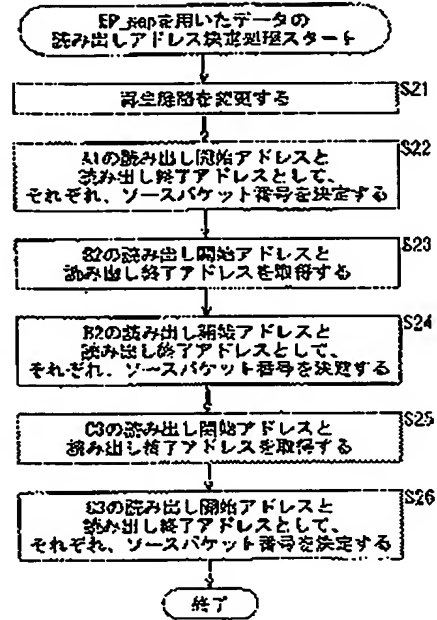 EP_mapを用いたデータの
読み出しアドレス決定処理スタート
S21
再生経路を変更する
S22
A1の読み出し開始アドレスと
読み出し終了アドレスとして、
それぞれ、ソースパケット番号を決定する
S23
B2の読み出し開始アドレスと
読み出し終了アドレスを取得する
S24
B2の読み出し開始アドレスと
読み出し終了アドレスとして、
それぞれ、ソースパケット番号を決定する
S25
C3の読み出し開始アドレスと
読み出し終了アドレスを取得する
S26
C3の読み出し開始アドレスと
読み出し終了アドレスとして、
それぞれ、ソースパケット番号を決定する
終了